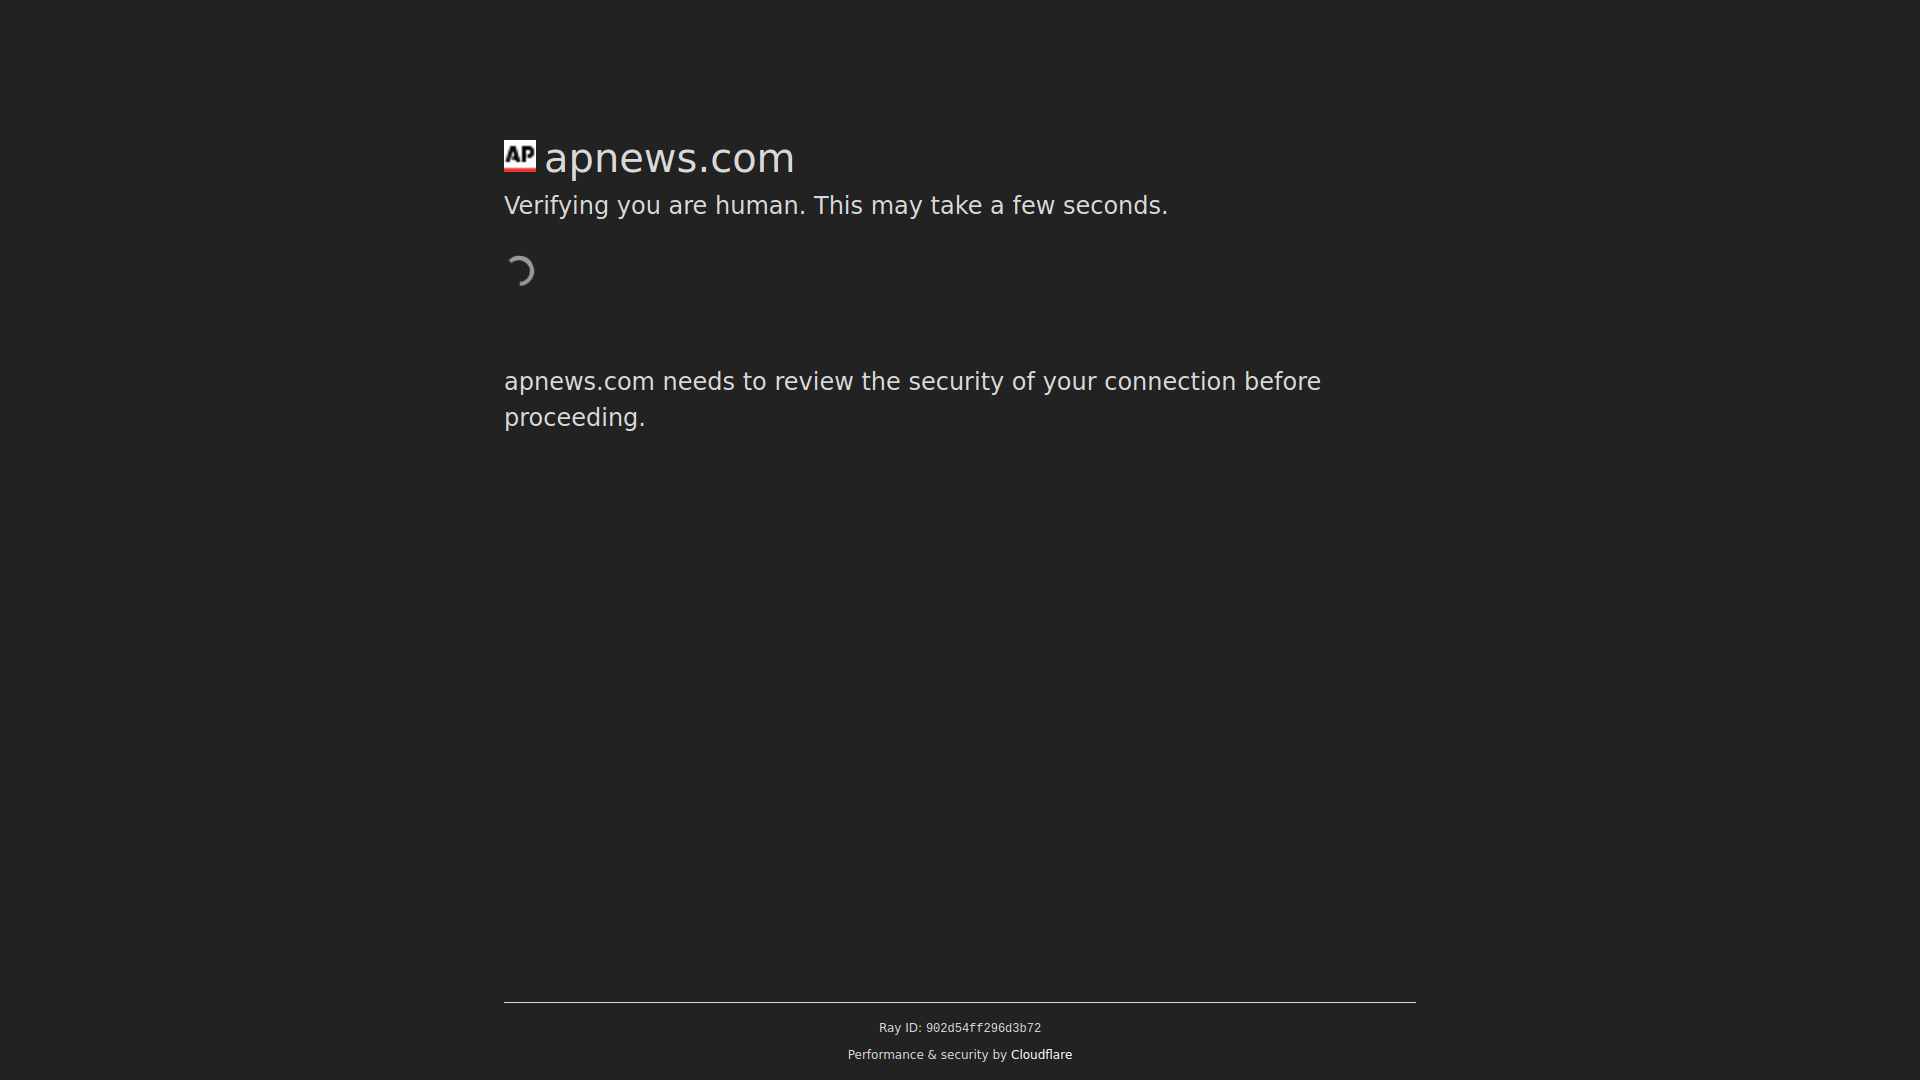 AP apnews.com
Verifying you are human. This may take a few seconds.
apnews.com needs to review the security of your connection before
proceeding.
Ray ID: 902d54ff296d3b72
Performance & security by Cloudflare